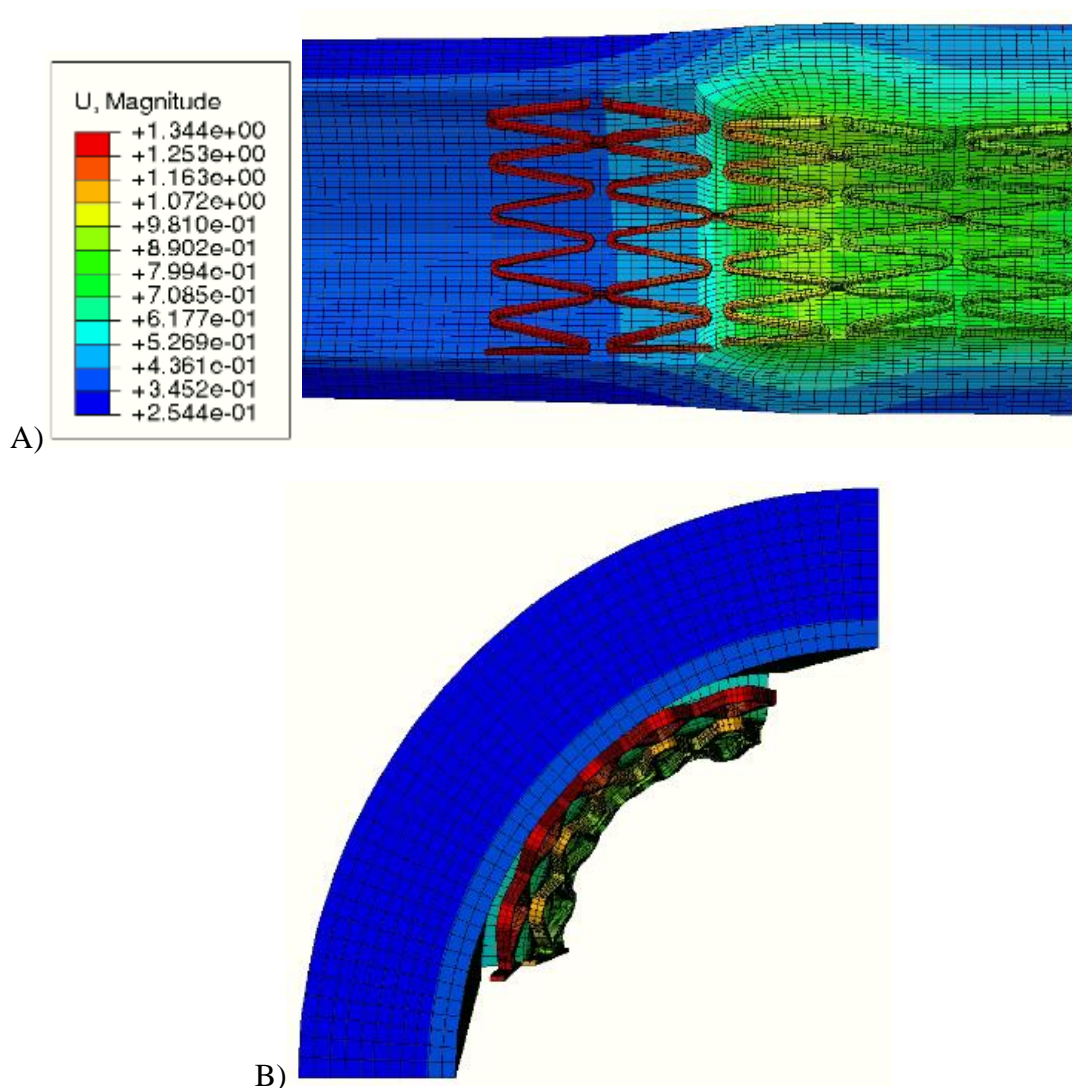 U, Magnitude
+1.344e+00
+1.253e+00
+1.163e+00
+1.072e+00
+9.810e-01
+8.902e-01
+7.994e-01
+7.085e-01
+6.177e-01
+5.269e-01
+4.361e-01
+3.452e-01
+2.544e-01
A)
B)